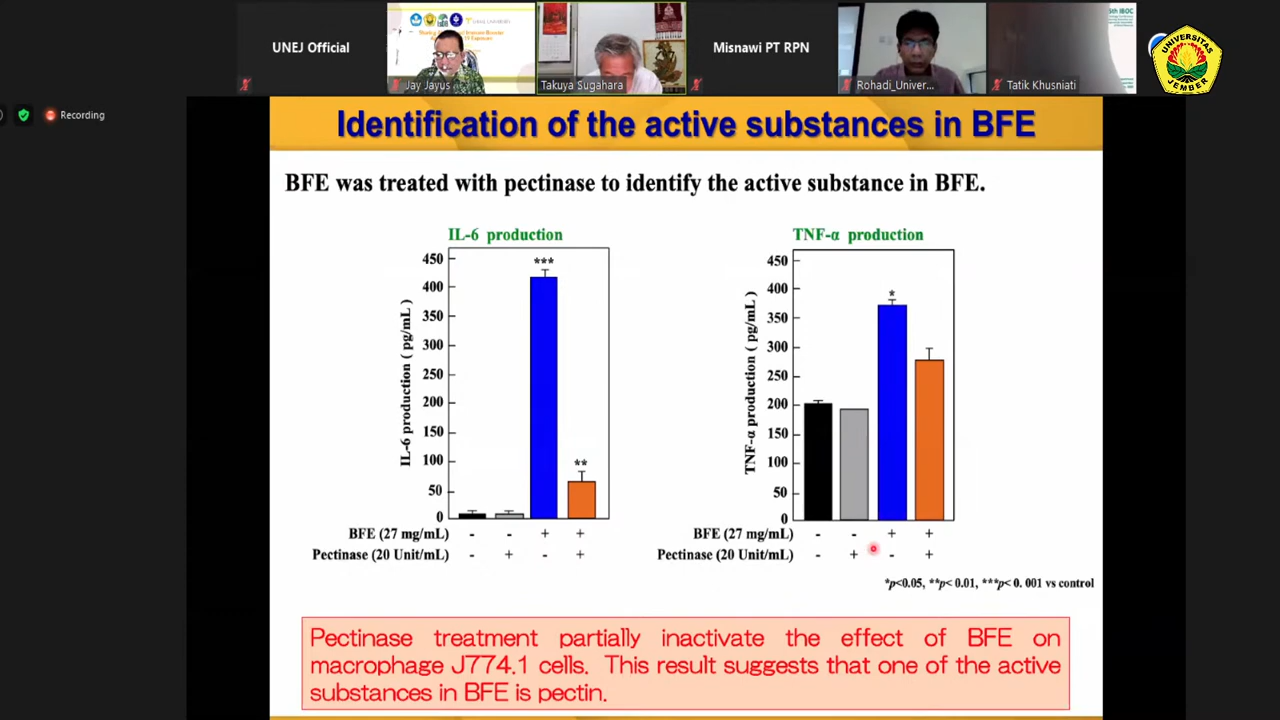 UNEJ Official
Jay Jayus
Takuya Sugahara
Misnawi PT RPN
Rohadi_Univer...
Tatik Khusniati
UNIVERSITAS
JEMBER
Recording
Identification of the active substances in BFE
BFE was treated with pectinase to identify the active substance in BFE.
IL-6 production
IL-6 production ( pg/mL )
450
400
350
300
250
200
150
100
50
0
***
**
BFE (27 mg/mL) - - + +
Pectinase (20 Unit/mL) - + - +
TNF-α production
TNF-α production ( pg/mL )
450
400
350
300
250
200
150
100
50
0
*
BFE (27 mg/mL) - - + +
Pectinase (20 Unit/mL) - + - +
*p<0.05, **p< 0.01, ***p< 0. 001 vs control
Pectinase treatment partially inactivate the effect of BFE on
macrophage J774.1 cells. This result suggests that one of the active
substances in BFE is pectin.